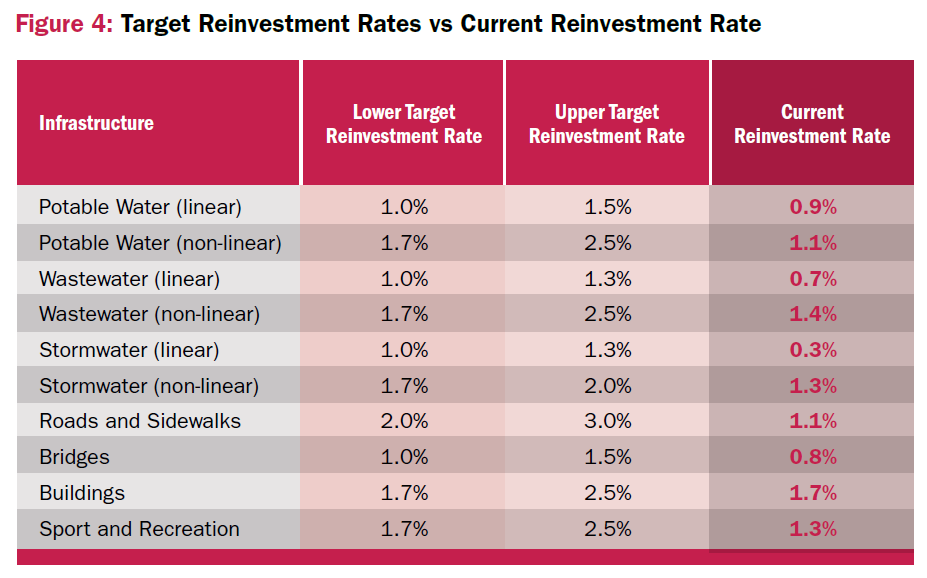 Figure 4: Target Reinvestment Rates vs Current Reinvestment Rate
Infrastructure
Lower Target
Reinvestment Rate
Upper Target
Reinvestment Rate
Current
Reinvestment Rate
Potable Water (linear) 1.0% 1.5% 0.9%
Potable Water (non-linear) 1.7% 2.5% 1.1%
Wastewater (linear) 1.0% 1.3% 0.7%
Wastewater (non-linear) 1.7% 2.5% 1.4%
Stormwater (linear) 1.0% 1.3% 0.3%
Stormwater (non-linear) 1.7% 2.0% 1.3%
Roads and Sidewalks 2.0% 3.0% 1.1%
Bridges 1.0% 1.5% 0.8%
Buildings 1.7% 2.5% 1.7%
Sport and Recreation 1.7% 2.5% 1.3%